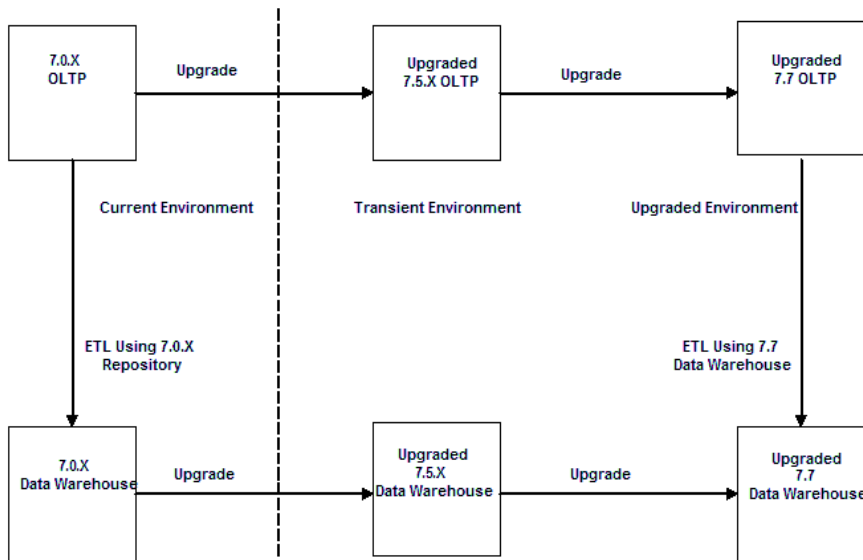 7.0.X
OLTP
Upgrade
Upgraded
7.5.X OLTP
Upgrade
Upgraded
7.7 OLTP
Current Environment
Transient Environment
Upgraded Environment
ETL Using 7.0.X
Repository
ETL Using 7.7
Data Warehouse
7.0.X
Data Warehouse
Upgrade
Upgraded
7.5.X
Data Warehouse
Upgrade
Upgraded
7.7
Data Warehouse